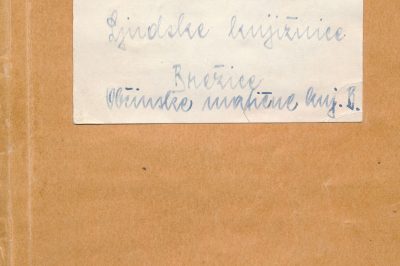 Ljudske knjižnice
Brežice
Občinske matične knj. B.